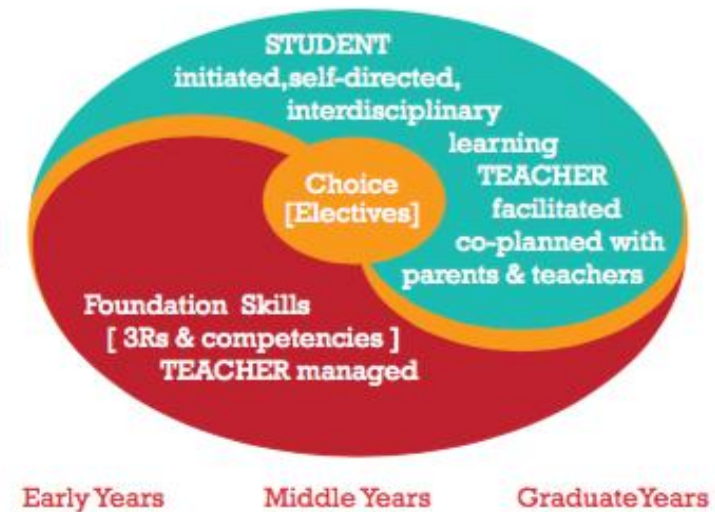 STUDENT
initiated,self-directed,
interdisciplinary
learning
TEACHER
facilitated
co-planned with
parents & teachers
Choice
[Electives]
Foundation Skills
[ 3Rs & competencies ]
TEACHER managed
Early Years Middle Years GraduateYears